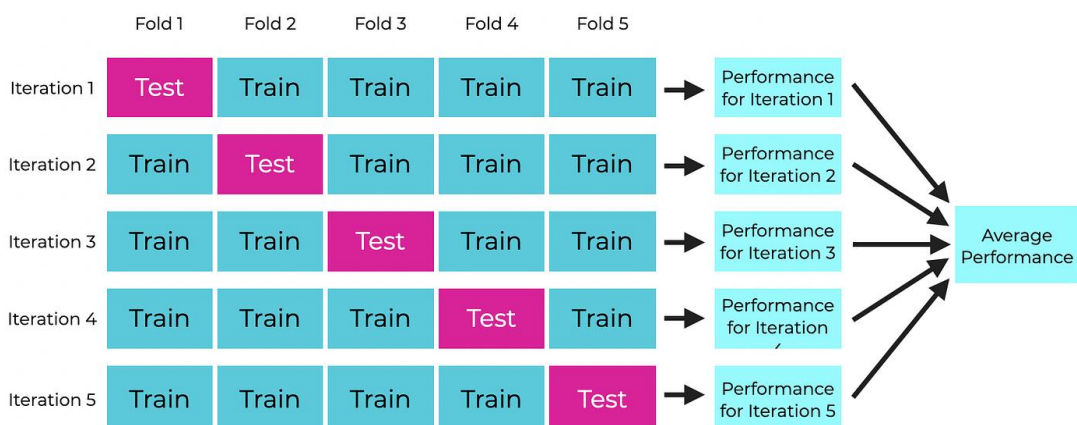 Fold 1 Fold 2 Fold 3 Fold 4 Fold 5
Iteration 1 Test Train Train Train Train Performance
for Iteration 1
Iteration 2 Train Test Train Train Train Performance
for Iteration 2
Iteration 3 Train Train Test Train Train Performance
for Iteration 3
Average
Performance
Iteration 4 Train Train Train Test Train Performance
for Iteration
Iteration 5 Train Train Train Train Test Performance
for Iteration 5